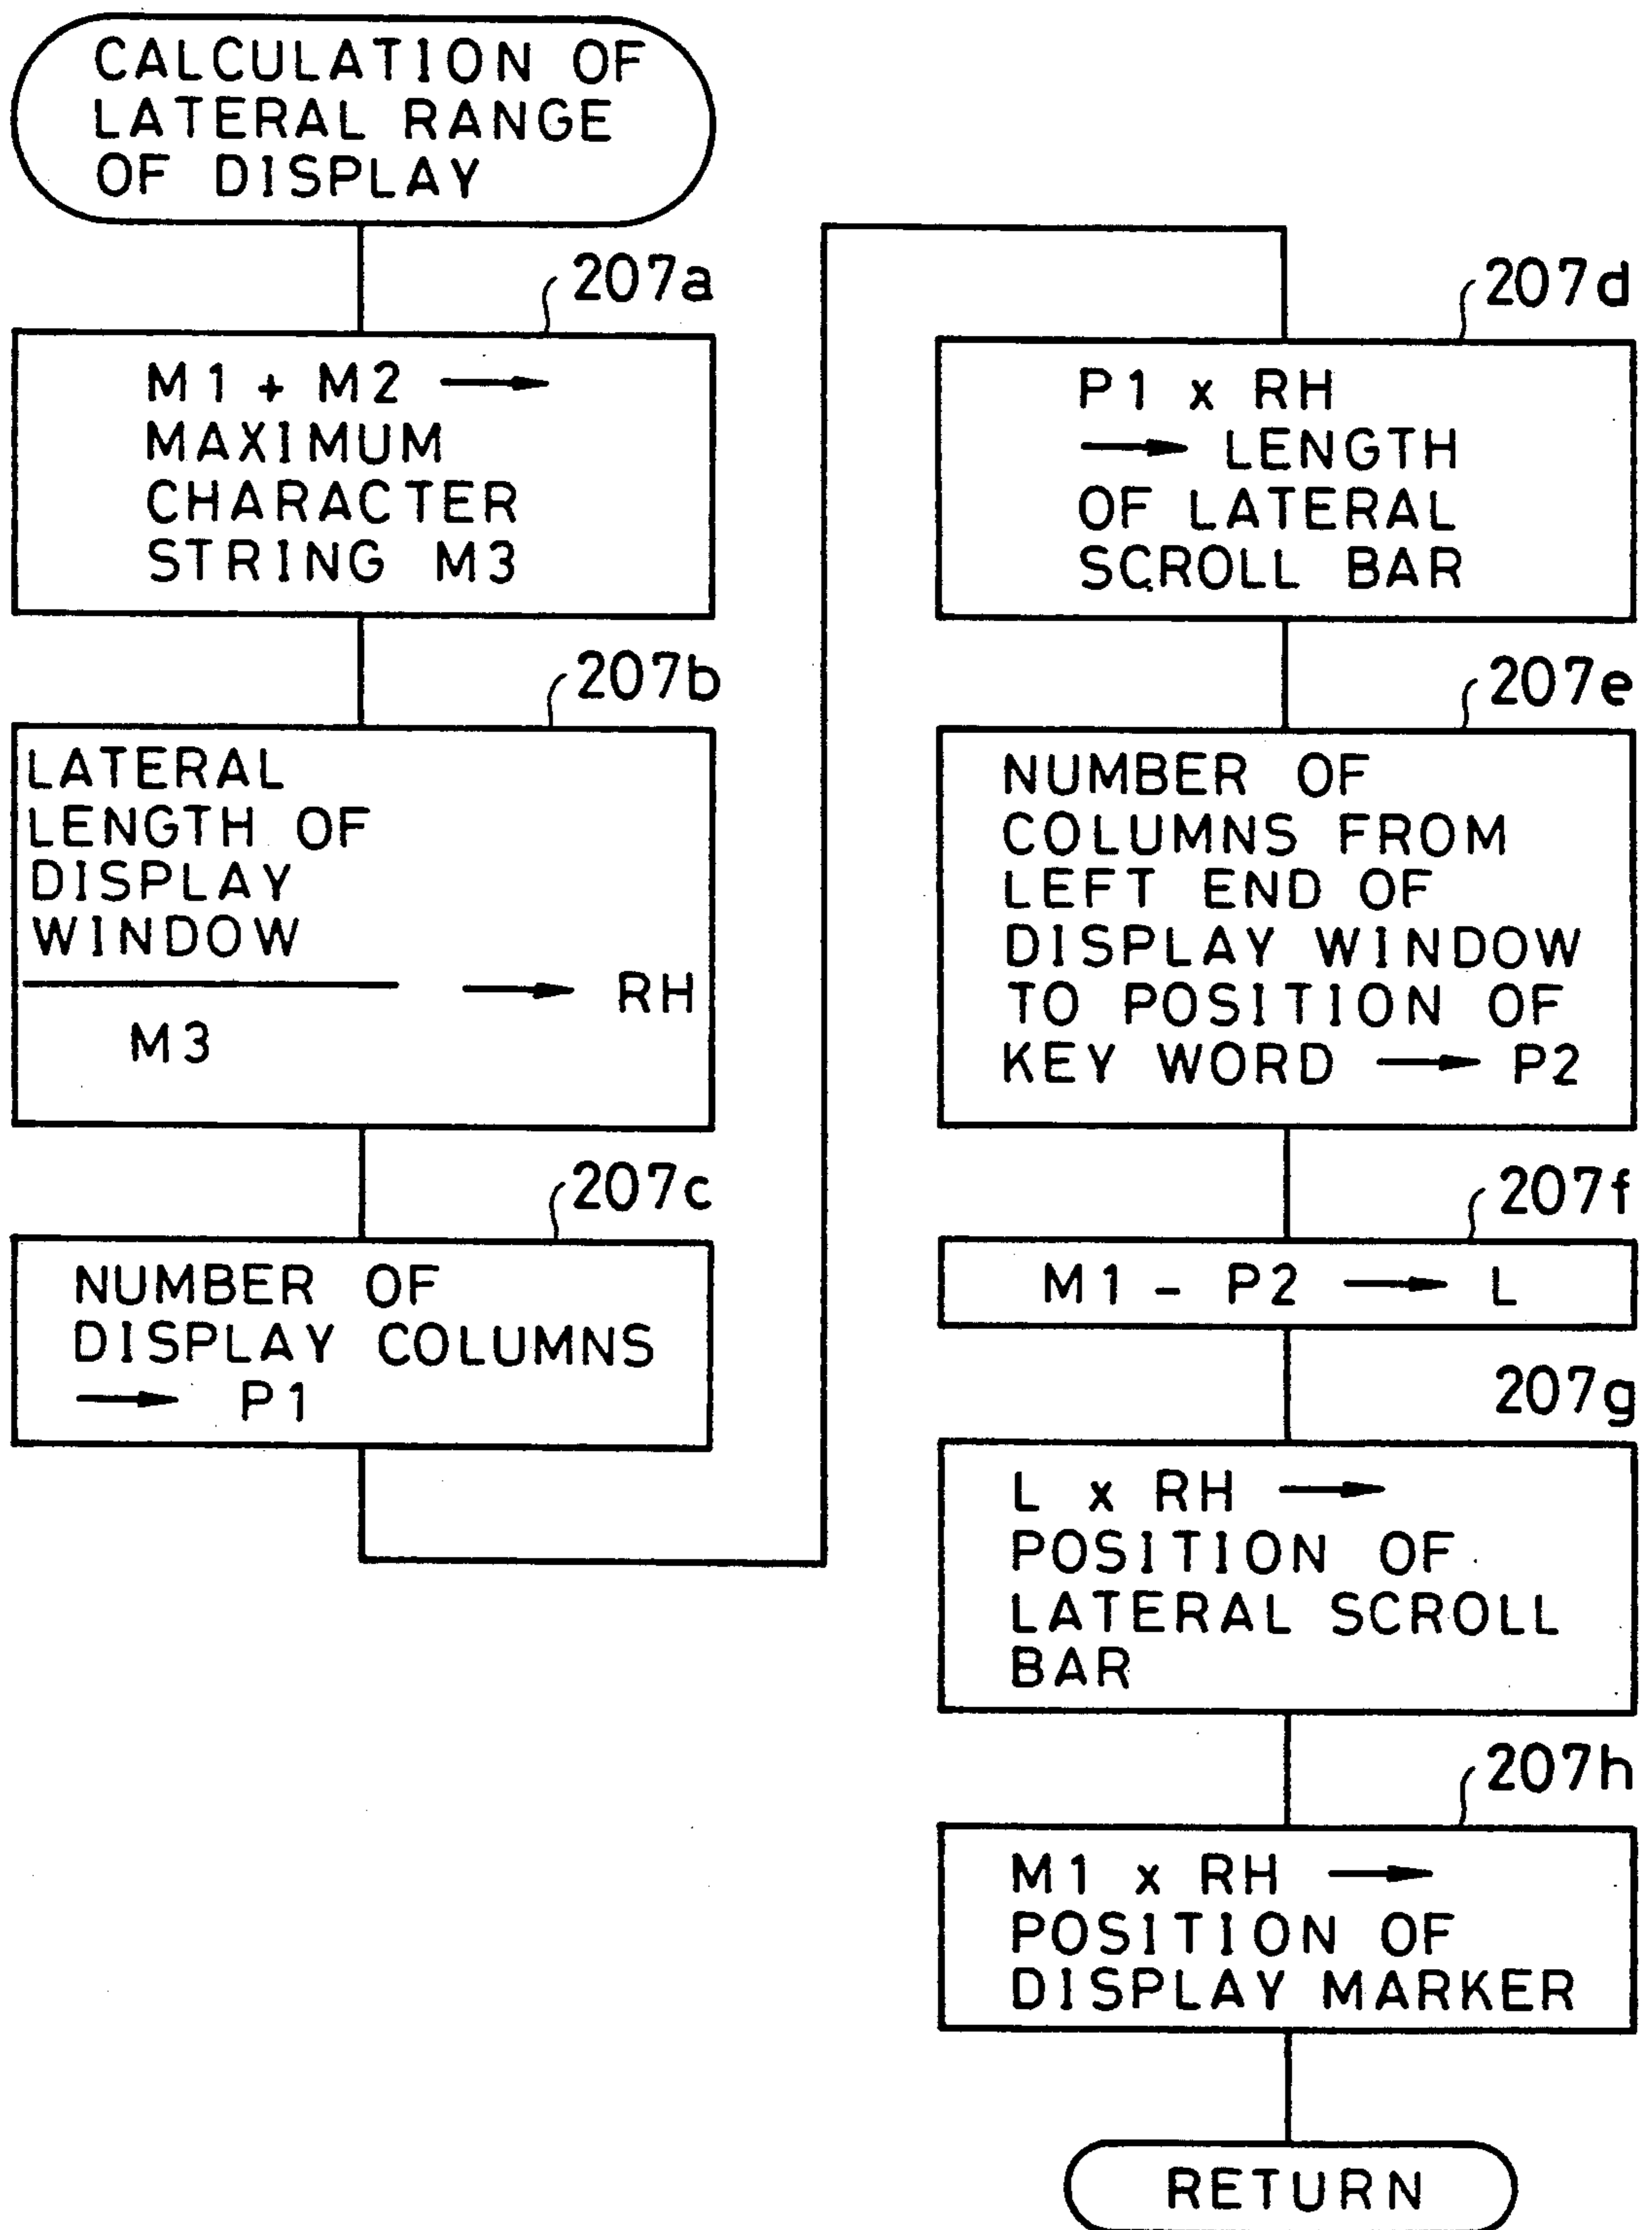 CALCULATION OF
LATERAL RANGE
OF DISPLAY
207a
M1 + M2 →
MAXIMUM
CHARACTER
STRING M3
207b
LATERAL
LENGTH OF
DISPLAY
WINDOW
→ RH
M3
207c
NUMBER OF
DISPLAY COLUMNS
→ P1
207d
P1 x RH
→ LENGTH
OF LATERAL
SCROLL BAR
207e
NUMBER OF
COLUMNS FROM
LEFT END OF
DISPLAY WINDOW
TO POSITION OF
KEY WORD → P2
207f
M1 - P2 → L
207g
L x RH →
POSITION OF
LATERAL SCROLL
BAR
207h
M1 x RH →
POSITION OF
DISPLAY MARKER
RETURN